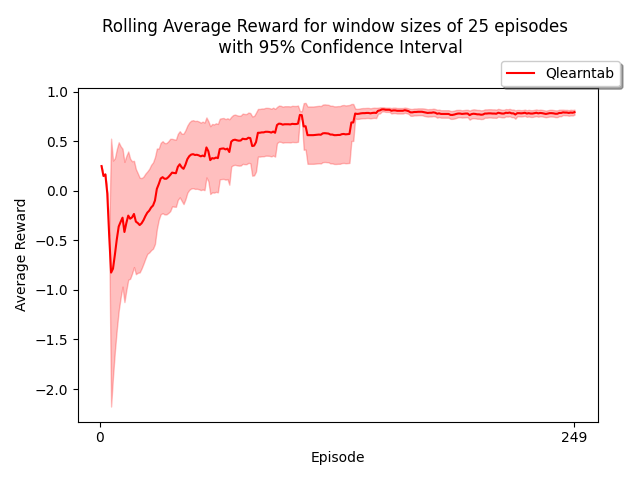 Rolling Average Reward for window sizes of 25 episodes
with 95% Confidence Interval
Qlearntab
1.0
0.5
0.0
−0.5
−1.0
−1.5
−2.0
Average Reward
0
249
Episode